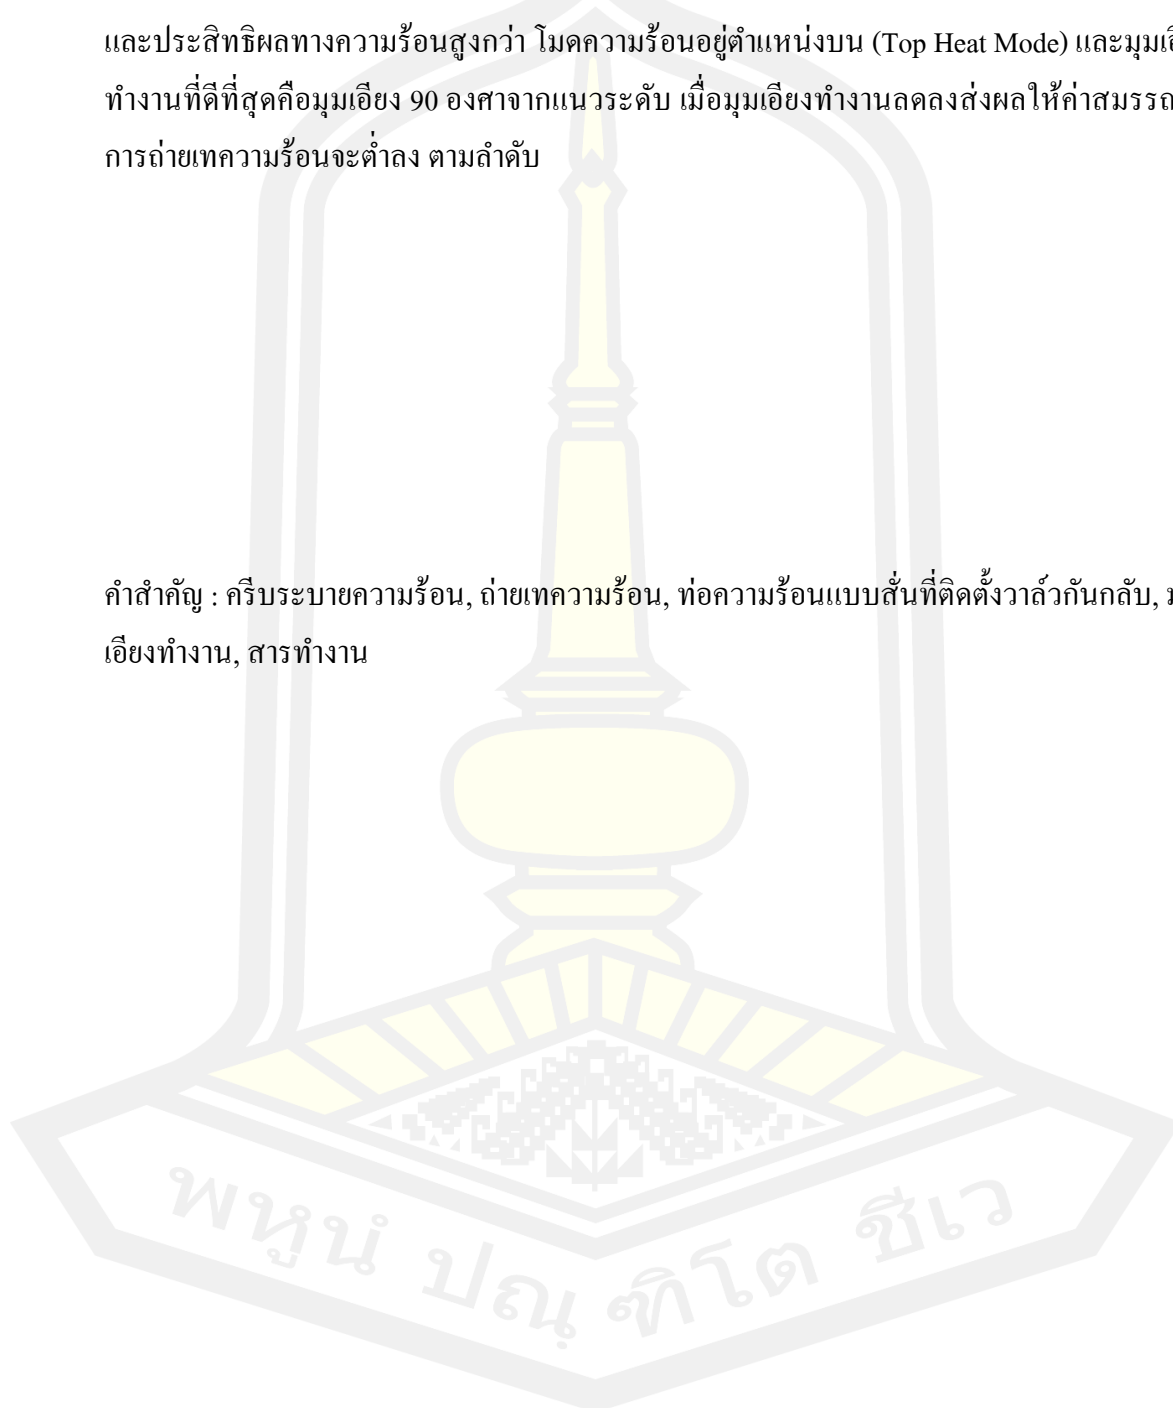 และประสิทธิผลทางความร้อนสูงกว่า โมดความร้อนอยู่ตำแหน่งบน (Top Heat Mode) และมุม
ทำงานที่ดีที่สุดคือมุมเอียง 90 องศาจากแนวระดับ เมื่อมุมเอียงทำงานลดลงส่งผลให้ค่า
การถ่ายเทความร้อนจะต่ำลง ตามลำดับ
คำสำคัญ : ครีบระบายความร้อน, ถ่ายเทความร้อน, ท่อความร้อนแบบสั่นที่ติดตั้งวาล์วกันกลับ,
เอียงทำงาน, สารทำงาน
พหูนํ ปณฺฑิโต ชีเว